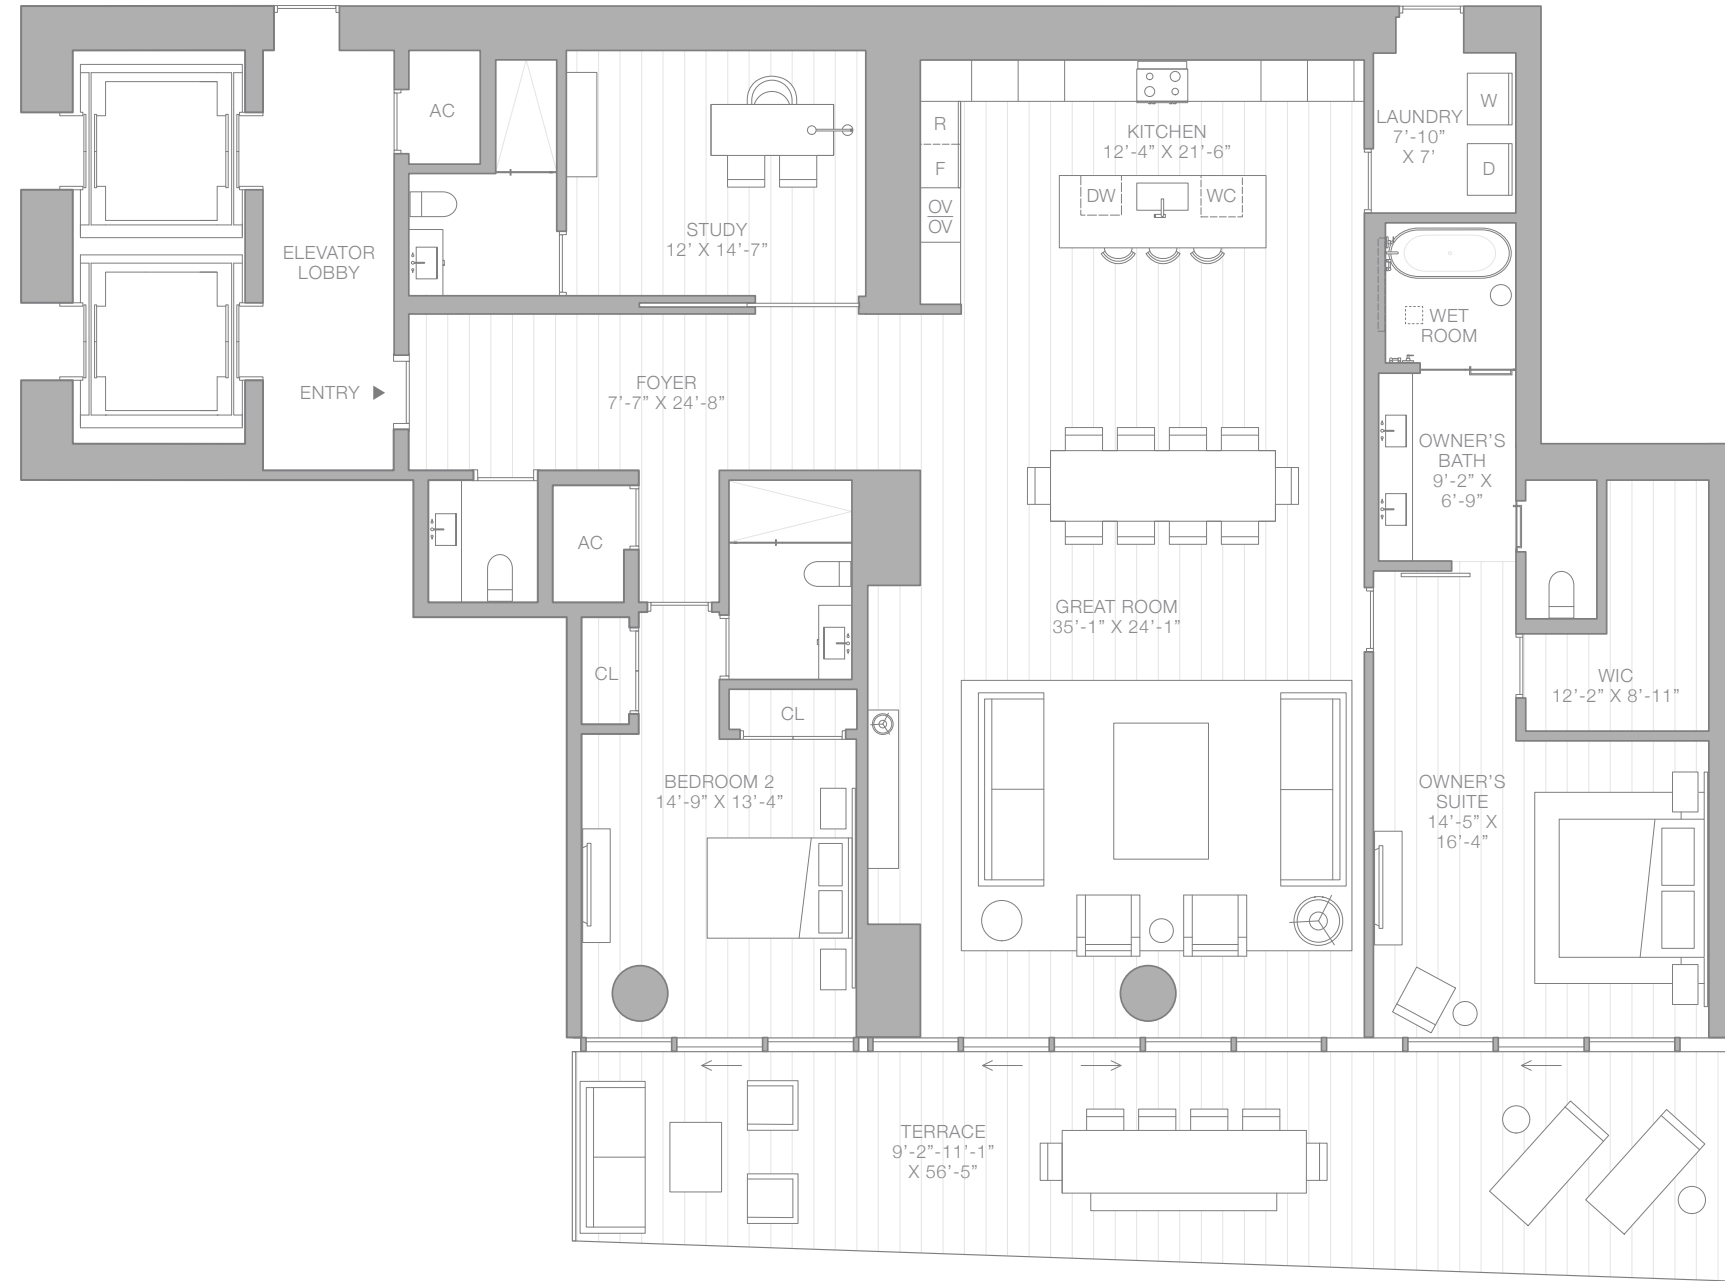 AC
R
F
OV
OV
KITCHEN
12'-4” X 21'-6”
DW
WC
LAUNDRY
7'-10”
X 7'
W
D
STUDY
12' X 14'-7”
ELEVATOR
LOBBY
WET
ROOM
ENTRY
FOYER
7'-7” X 24'-8”
OWNER'S
BATH
9'-2” X
6'-9”
AC
GREAT ROOM
35'-1” X 24'-1”
CL
CL
WIC
12'-2” X 8'-11”
BEDROOM 2
14'-9” X 13'-4”
OWNER'S
SUITE
14'-5” X
16'-4”
TERRACE
9'-2”-11'-1”
X 56'-5”